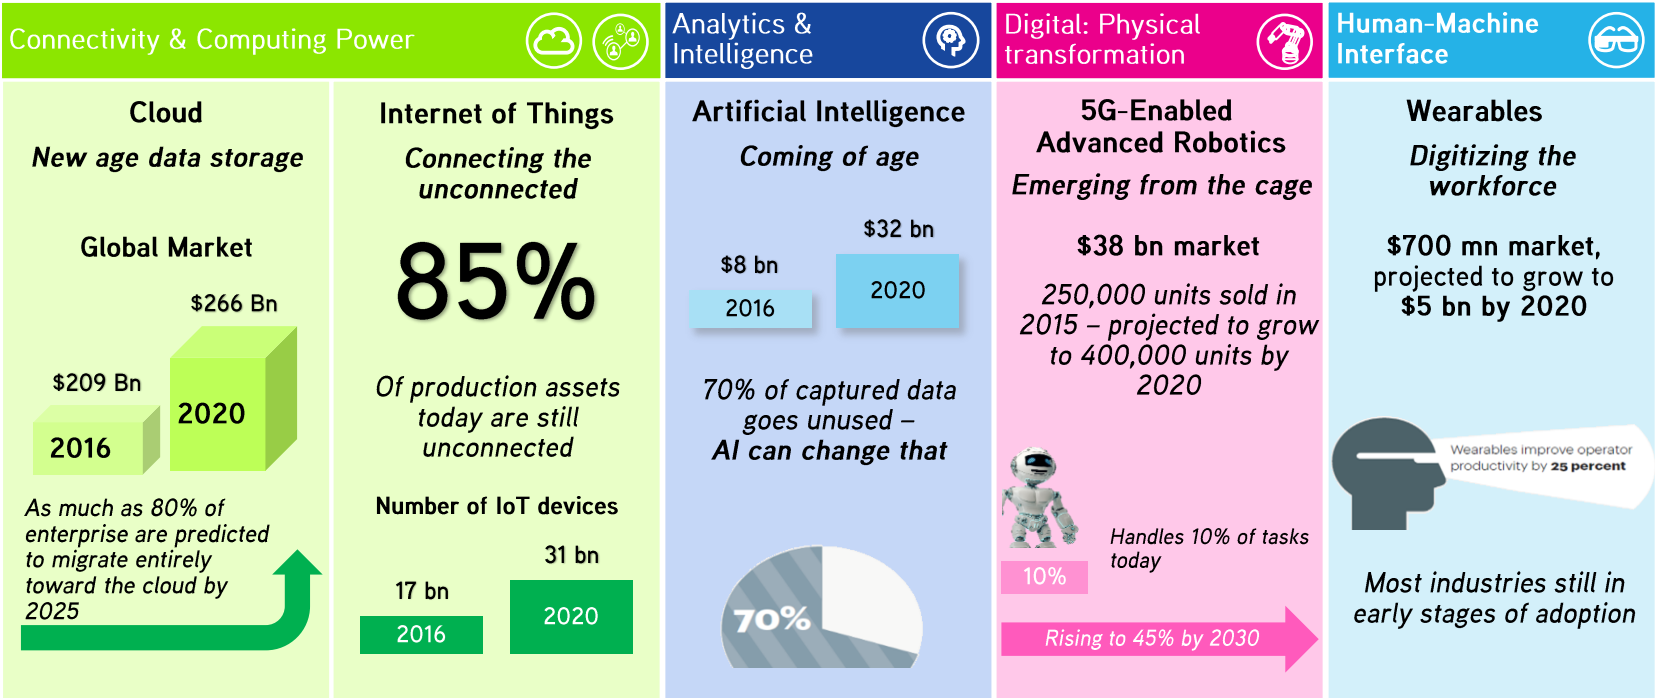 Connectivity & Computing Power
Cloud
New age data storage
Global Market
$266 Bn
$209 Bn
2020
2016
As much as 80% of
enterprise are predicted
to migrate entirely
toward the cloud by
2025
Internet of Things
Connecting the
unconnected
85%
Of production assets
today are still
unconnected
Number of IoT devices
31 bn
17 bn
2020
2016
Analytics &
Intelligence
Artificial Intelligence
Coming of age
$32 bn
$8 bn
2020
2016
70% of captured data
goes unused –
AI can change that
70%
Digital: Physical
transformation
5G-Enabled
Advanced Robotics
Emerging from the cage
$38 bn market
250,000 units sold in
2015 – projected to grow
to 400,000 units by
2020
Handles 10% of tasks
today
10%
Rising to 45% by 2030
Human-Machine
Interface
Wearables
Digitizing the
workforce
$700 mn market,
projected to grow to
$5 bn by 2020
Wearables improve operator
productivity by 25 percent
Most industries still in
early stages of adoption